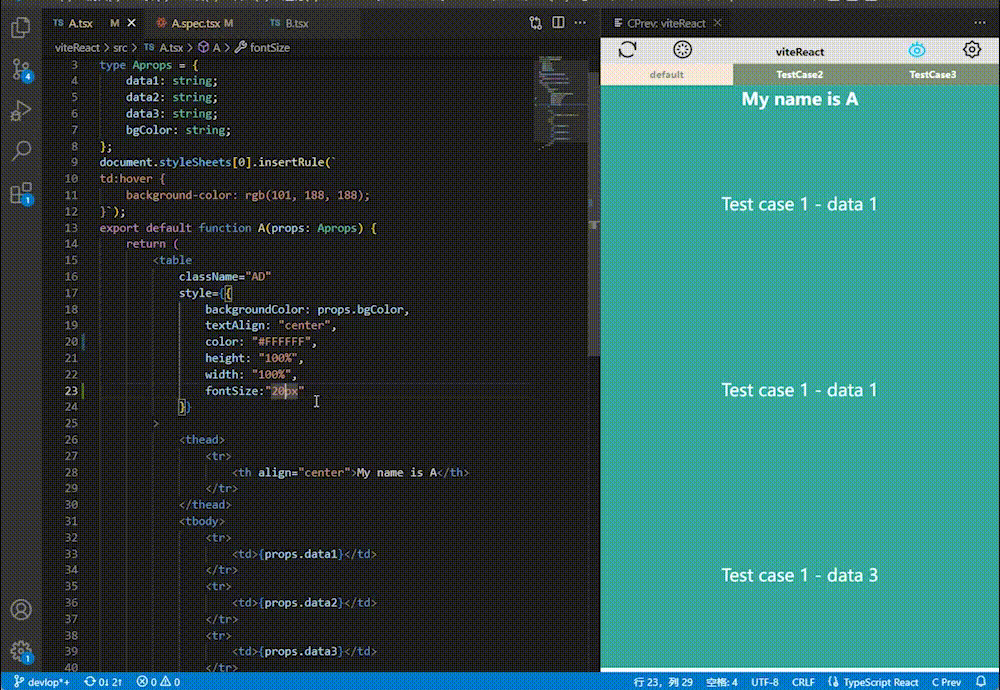 TS A.tsx M × A.spec.tsx M TS B.tsx
viteReact > src > TS A.tsx > A > fontSize
3 type Aprops = {
4 data1: string;
5 data2: string;
6 data3: string;
7 bgColor: string;
8 };
9 document.styleSheets[0].insertRule(`
10 td:hover {
11 background-color: rgb(101, 188, 188);
12 }`);
13 export default function A(props: Aprops) {
14 return (
15 <table
16 className="AD"
17 style={{
18 backgroundColor: props.bgColor,
19 textAlign: "center",
20 color: "#FFFFFF",
21 height: "100%",
22 width: "100%",
23 fontSize:"20px"
24 }}
25 >
26 <thead>
27 <tr>
28 <th align="center">My name is A</th>
29 </tr>
30 </thead>
31 <tbody>
32 <tr>
33 <td>{props.data1}</td>
34 </tr>
35 <tr>
36 <td>{props.data2}</td>
37 </tr>
38 <tr>
39 <td>{props.data3}</td>
40 </tr>
4
1
1
CPrev: viteReact ×
viteReact
default TestCase2 TestCase3
My name is A
Test case 1 - data 1
Test case 1 - data 1
Test case 1 - data 3
devlop*+ 0↓ 2↑ 0 0 行 23，列 29 空格: 4 UTF-8 CRLF TypeScript React C Prev